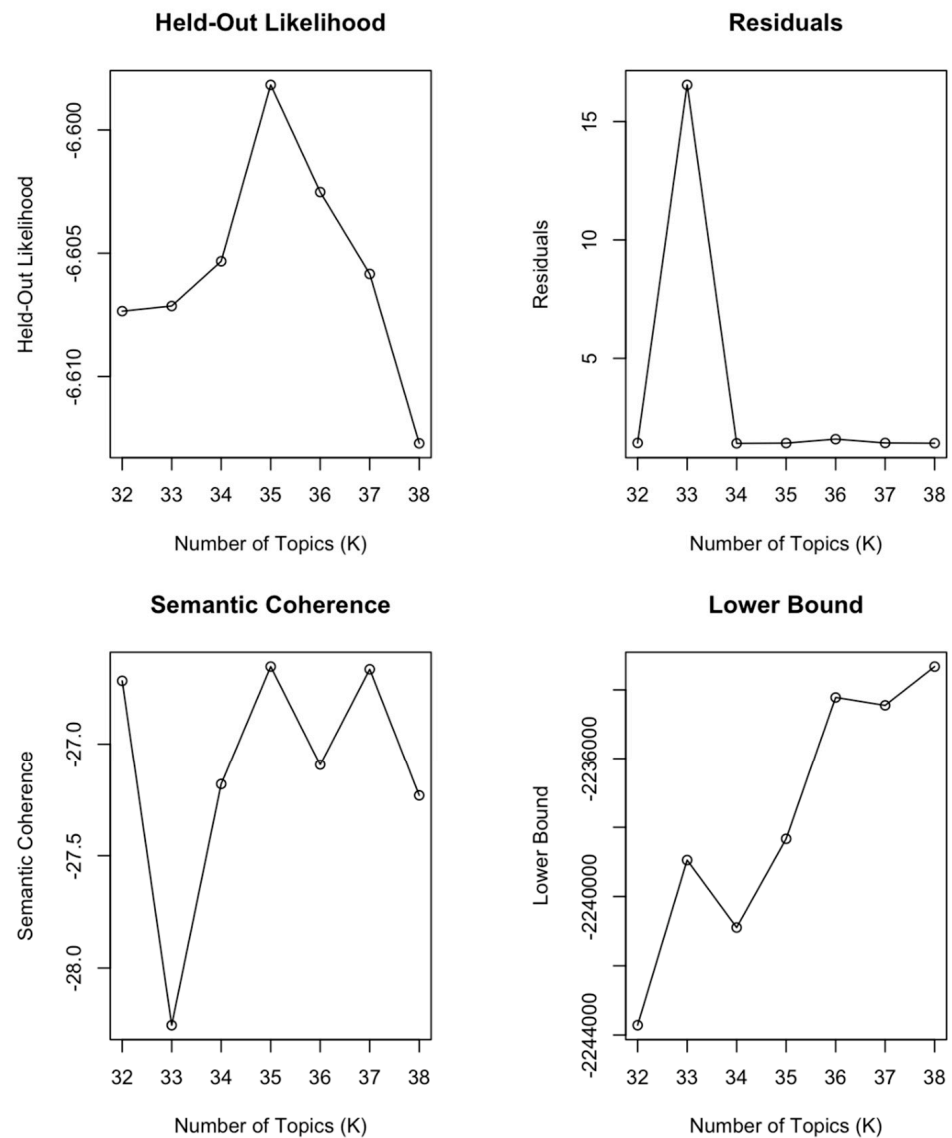 Held-Out Likelihood
Held-Out Likelihood
-6.600
-6.605
-6.610
32 33 34 35 36 37 38
Number of Topics (K)
Residuals
Residuals
15
10
5
32 33 34 35 36 37 38
Number of Topics (K)
Semantic Coherence
Semantic Coherence
-27.0
-27.5
-28.0
32 33 34 35 36 37 38
Number of Topics (K)
Lower Bound
Lower Bound
-2236000
-2240000
-2244000
32 33 34 35 36 37 38
Number of Topics (K)